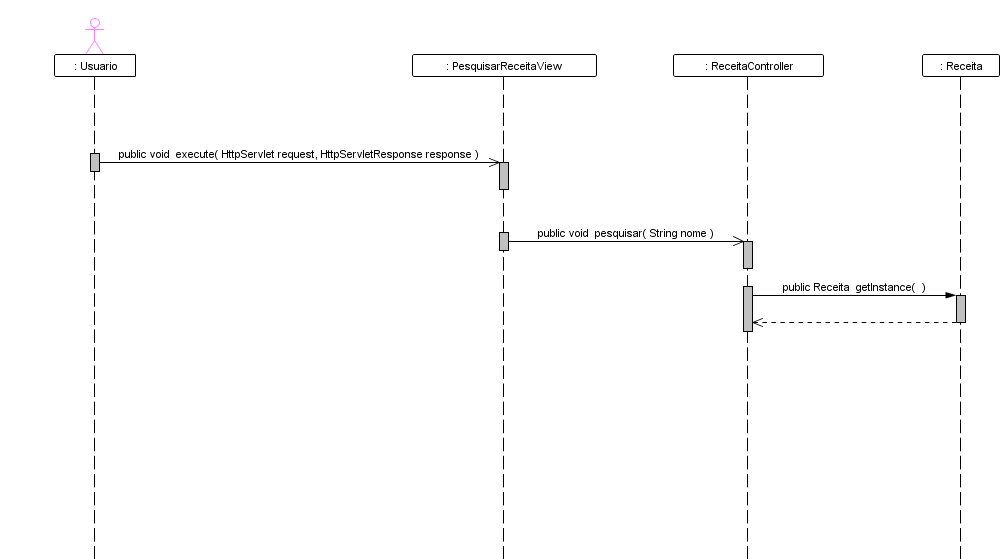 : Usuario
: PesquisarReceitaView
: ReceitaController
: Receita
public void execute( HttpServlet request, HttpServletResponse response )
public void pesquisar( String nome )
public Receita getInstance( )